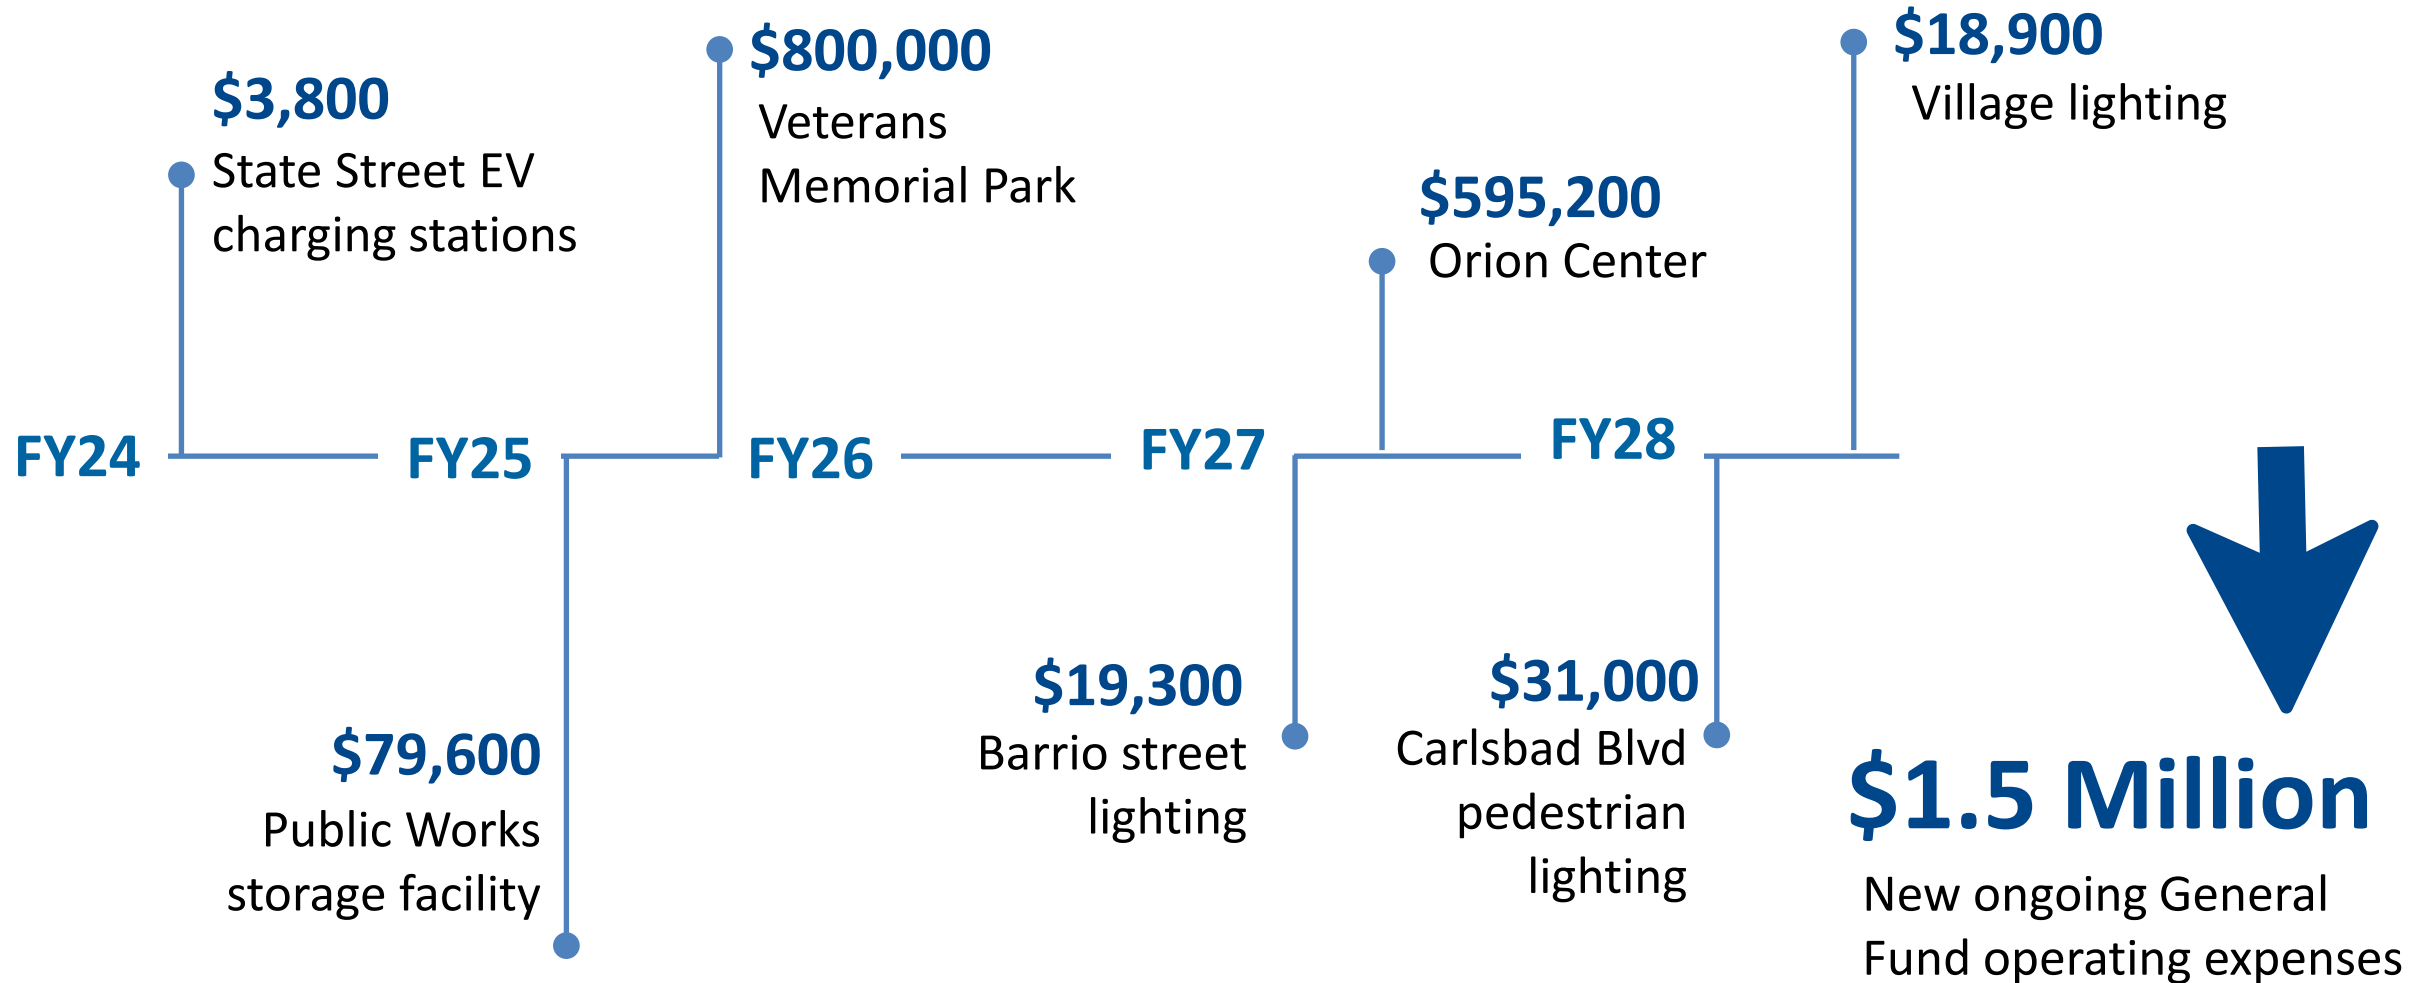 $3,800
State Street EV
charging stations
$800,000
Veterans
Memorial Park
$595,200
Orion Center
$18,900
Village lighting
FY24
FY25
FY26
FY27
FY28
$79,600
Public Works
storage facility
$19,300
Barrio street
lighting
$31,000
Carlsbad Blvd
pedestrian
lighting
$1.5 Million
New ongoing General
Fund operating expenses